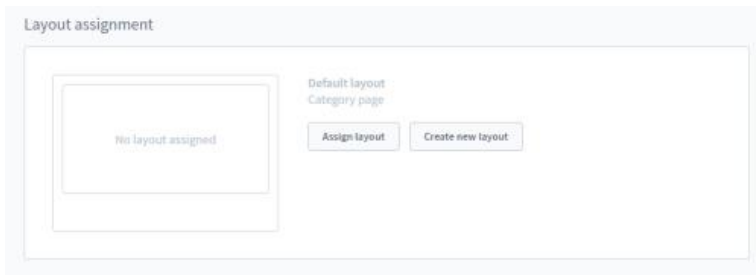 Layout assignment
No layout assigned
Default layout
Category page
Assign layout
Create new layout